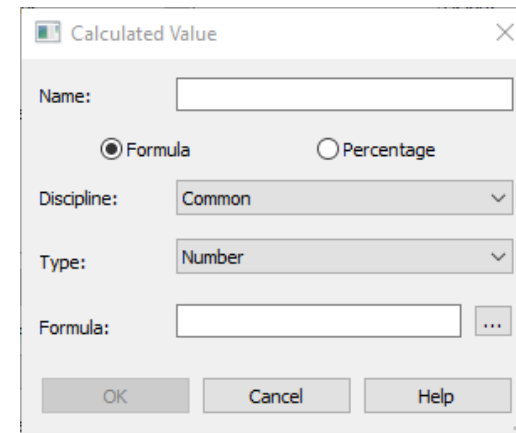 Calculated Value
Name:
Formula Percentage
Discipline: Common
Type: Number
Formula: ...
OK Cancel Help